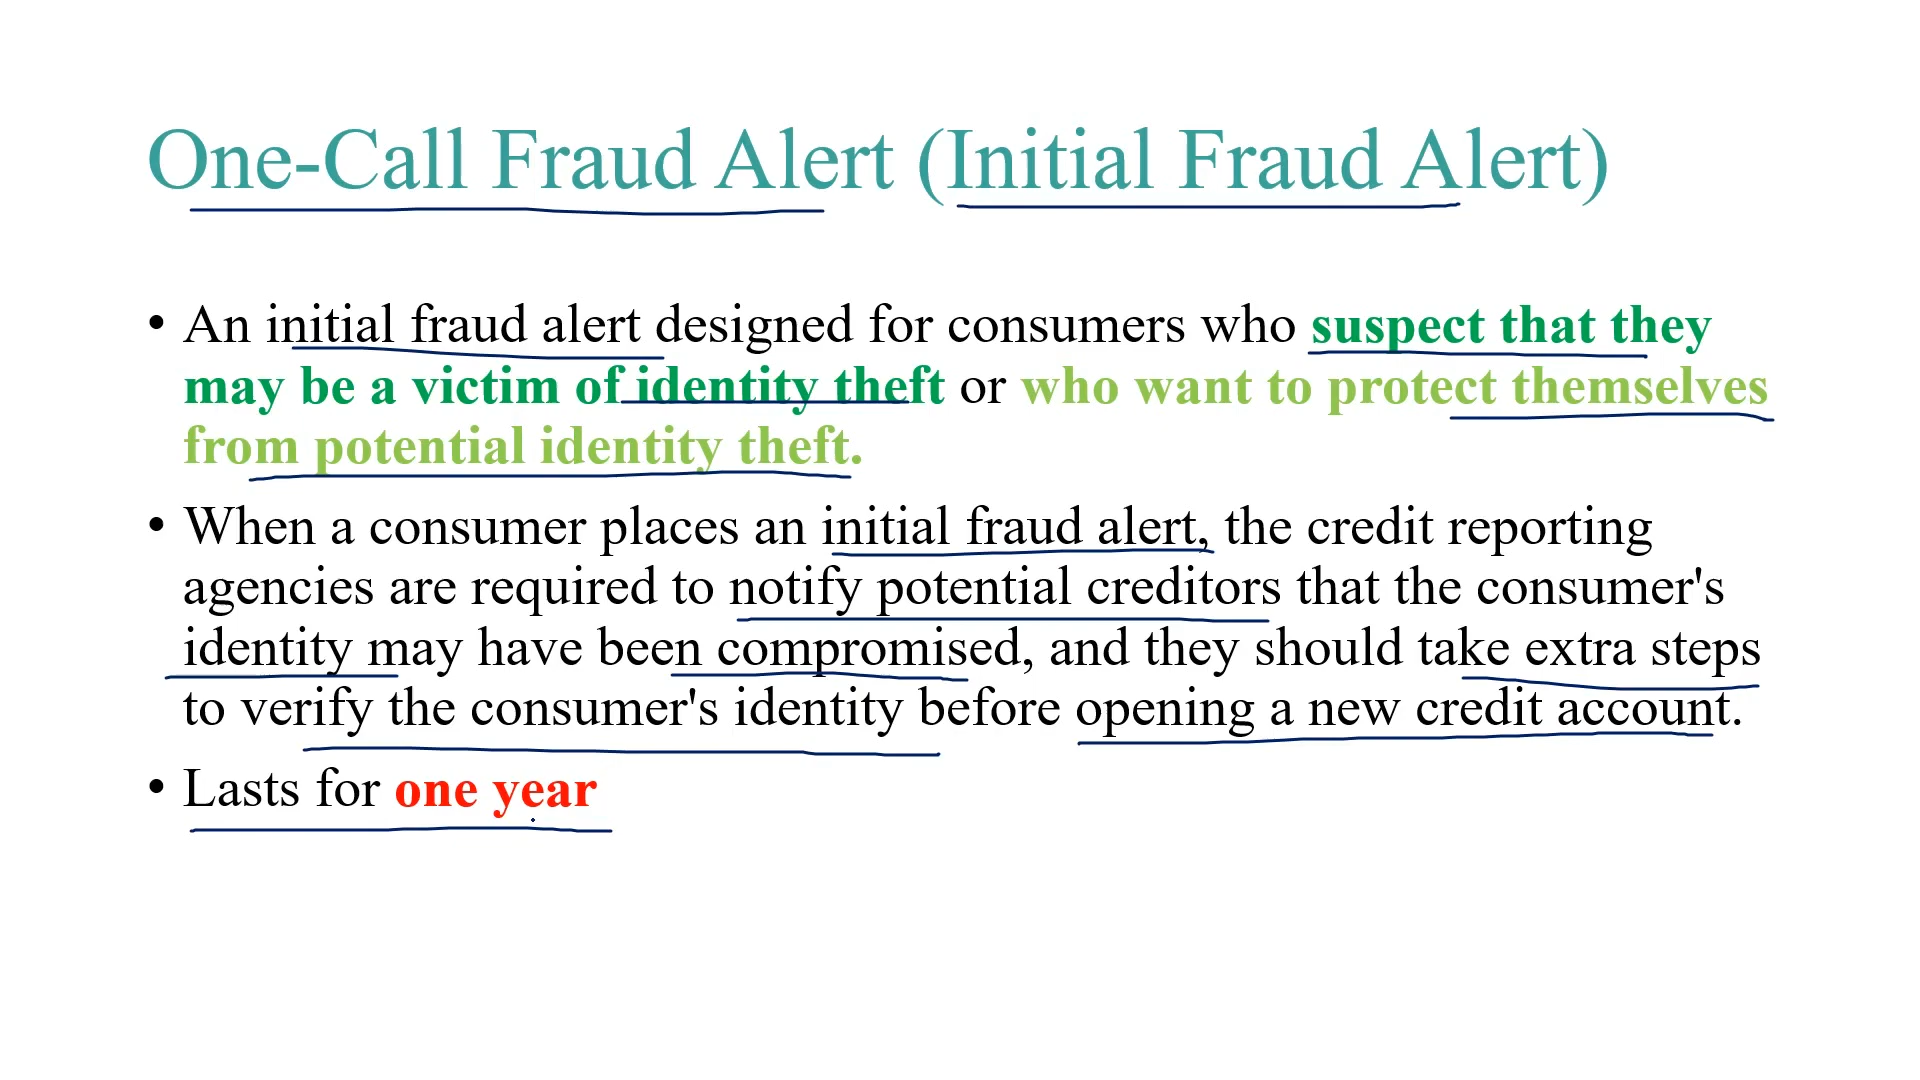 One-Call Fraud Alert (Initial Fraud Alert)
• An initial fraud alert designed for consumers who suspect that they
may be a victim of identity theft or who want to protect themselves
from potential identity theft.
• When a consumer places an initial fraud alert, the credit reporting
agencies are required to notify potential creditors that the consumer's
identity may have been compromised, and they should take extra steps
to verify the consumer's identity before opening a new credit account.
• Lasts for one year